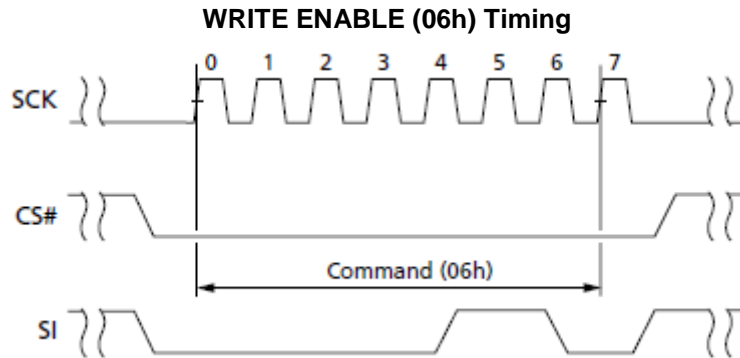 WRITE ENABLE (06h) Timing
0 1 2 3 4 5 6 7
SCK
CS#
Command (06h)
SI